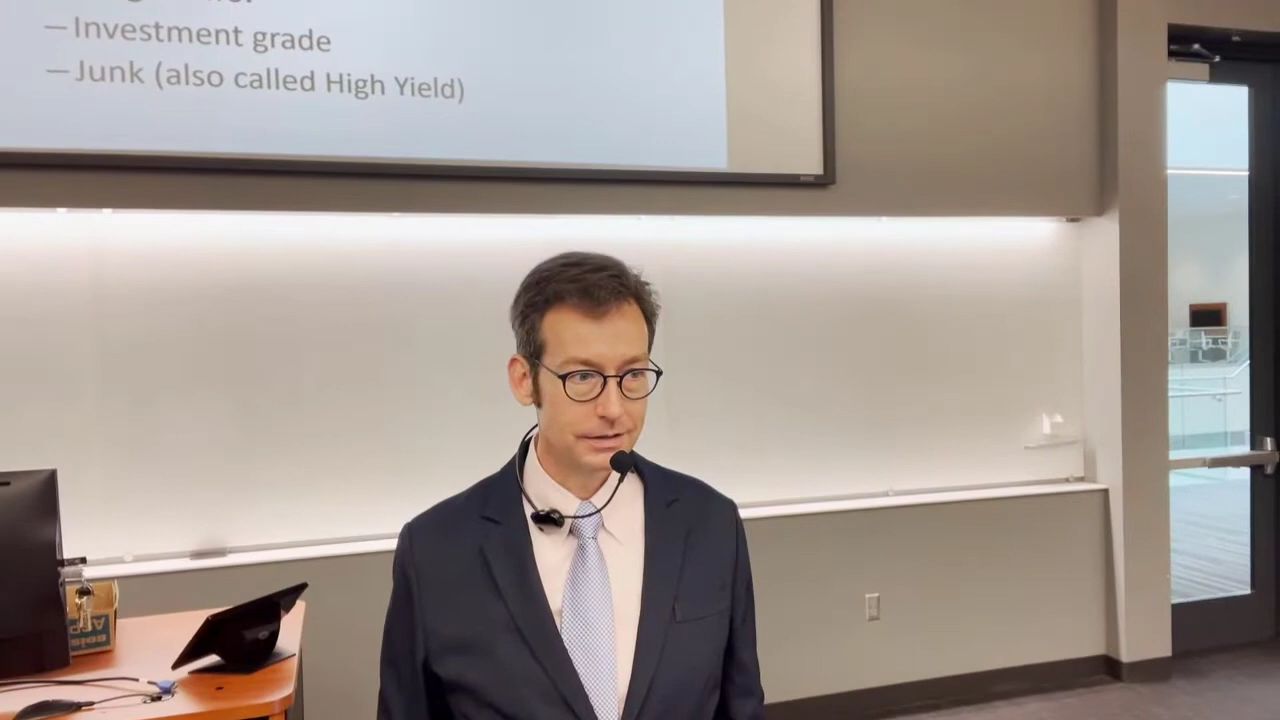 —Investment grade
—Junk (also called High Yield)